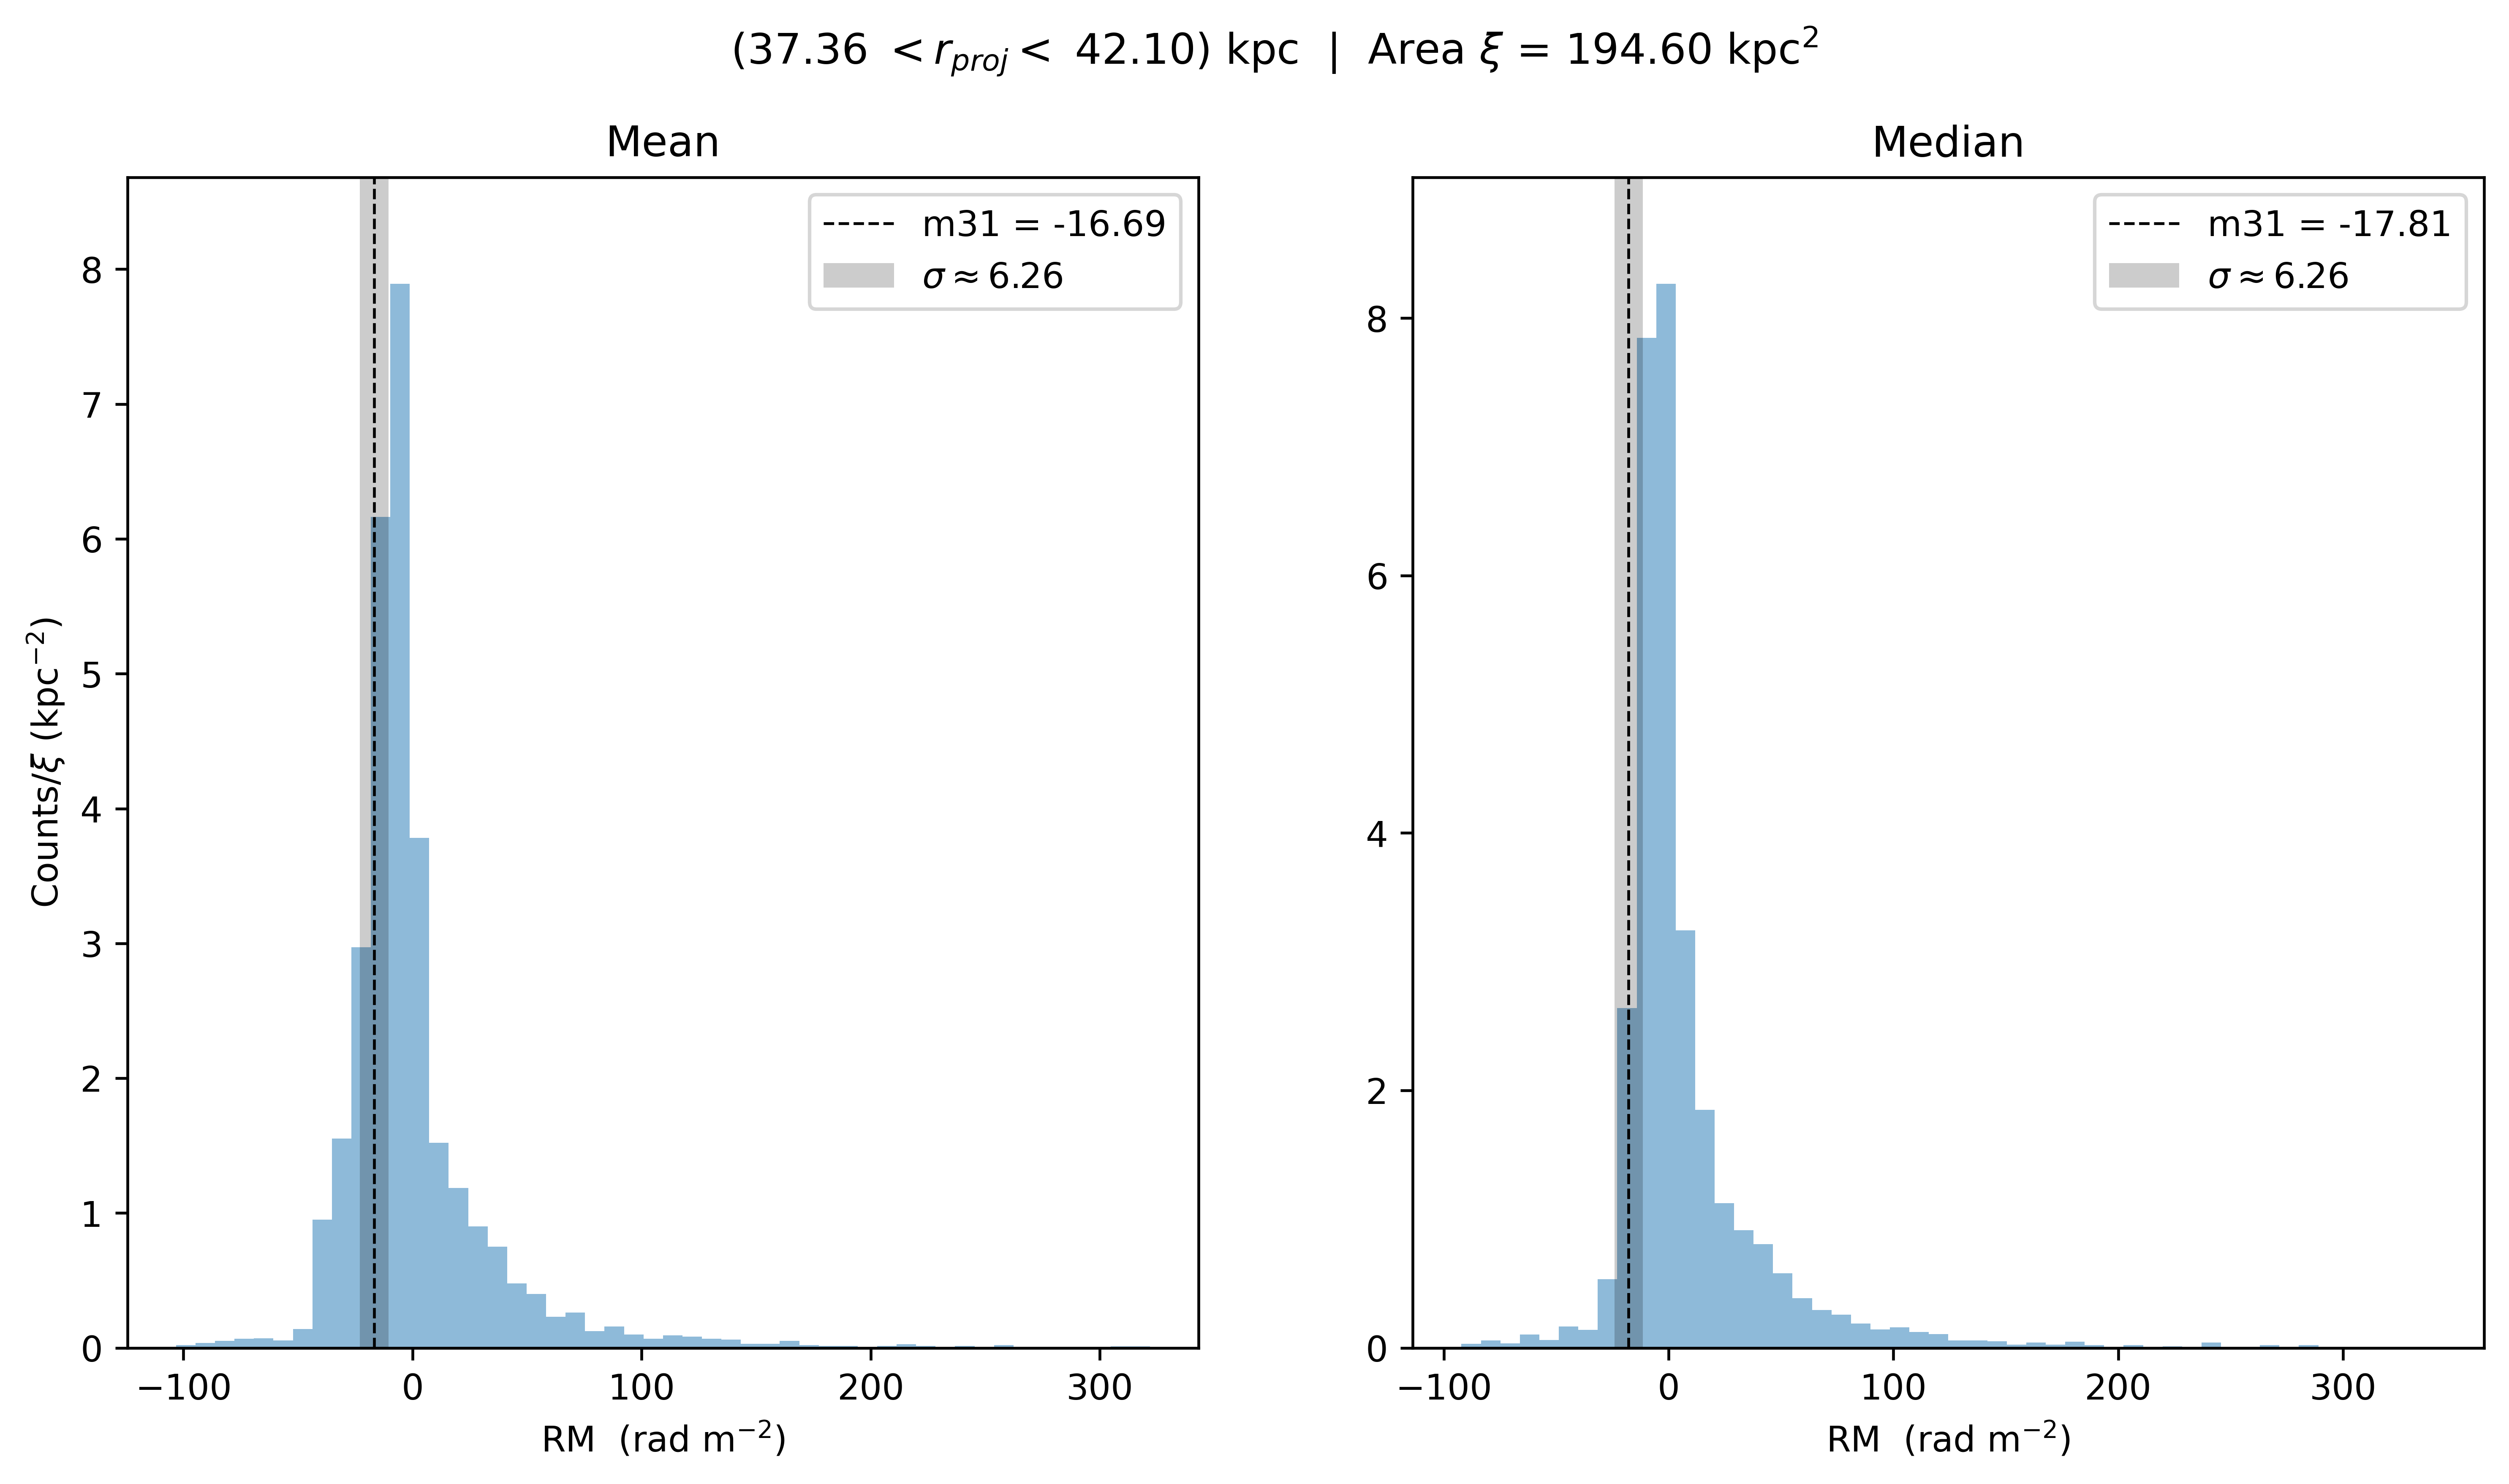 (37.36 < r_proj < 42.10) kpc | Area ξ = 194.60 kpc²
Mean
m31 = -16.69
σ ≈ 6.26
8
7
6
5
4
3
2
1
0
Counts/ξ (kpc⁻²)
−100 0 100 200 300
RM (rad m⁻²)
Median
m31 = -17.81
σ ≈ 6.26
8
6
4
2
0
−100 0 100 200 300
RM (rad m⁻²)